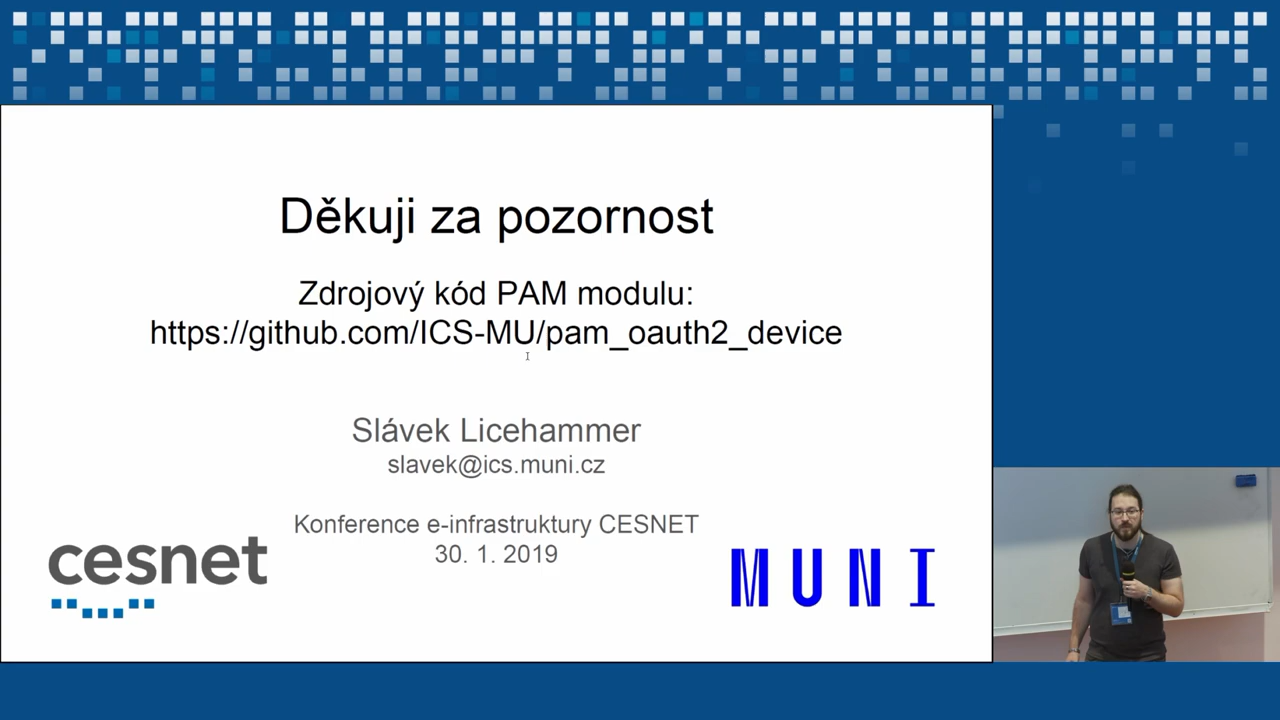 Děkuji za pozornost
Zdrojový kód PAM modulu:
https://github.com/ICS-MU/pam_oauth2_device
Slávek Licehammer
slavek@ics.muni.cz
Konference e-infrastruktury CESNET
30. 1. 2019
cesnet
MUNI